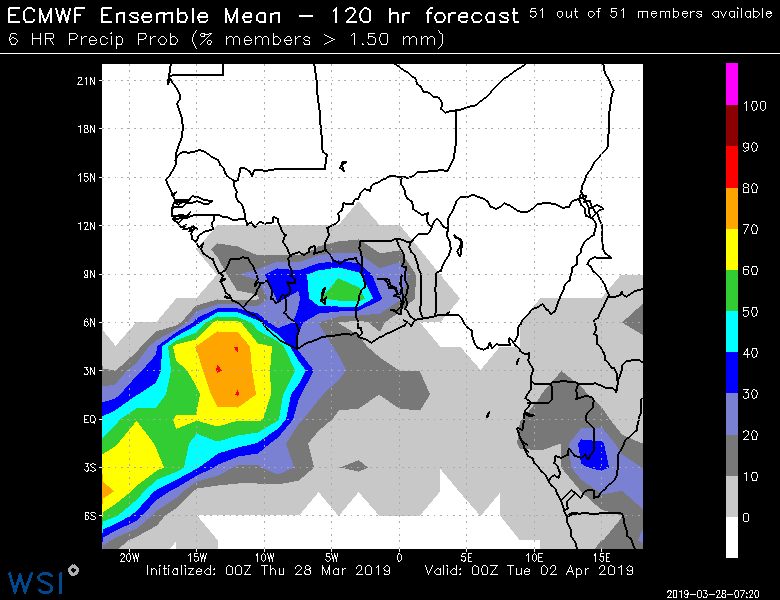 ECMWF Ensemble Mean – 120 hr forecast 51 out of 51 members available
6 HR Precip Prob (% members > 1.50 mm)
21N
18N
15N
12N
9N
6N
3N
EQ
3S
6S
20W 15W 10W 5W 0 5E 10E 15E
100
90
80
70
60
50
40
30
20
10
0
Initialized: 00Z Thu 28 Mar 2019 Valid: 00Z Tue 02 Apr 2019
WSI
2019-03-28-07:20